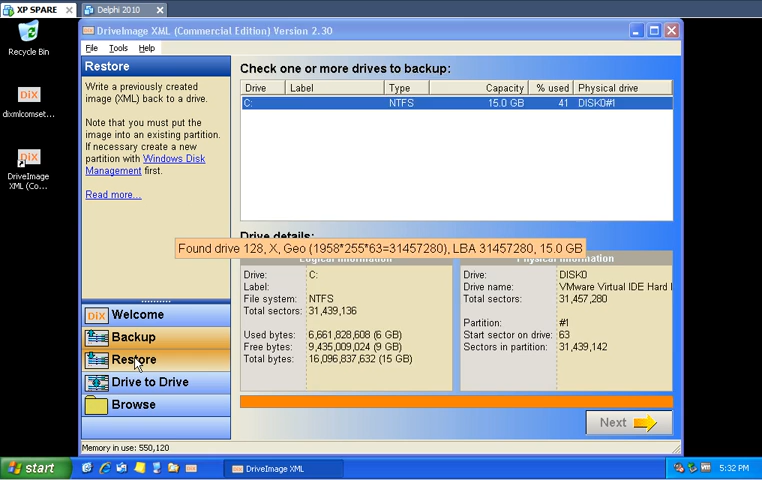 XP SPARE
Delphi 2010
Recycle Bin
dixmlcomset...
DriveImage
XML (Co...
DriveImage XML (Commercial Edition) Version 2.30
File Tools Help
Restore
Write a previously created
image (XML) back to a drive.
Note that you must put the
image into an existing partition.
If necessary create a new
partition with Windows Disk
Management first.
Read more...
DiX Welcome
Backup
Restore
Drive to Drive
Browse
Check one or more drives to backup:
Drive Label Type Capacity % used Physical drive
C: NTFS 15.0 GB 41 DISK0#1
Drive details:
Found drive 128, X, Geo (1958*255*63=31457280), LBA 31457280, 15.0 GB
Logical information
Drive: C:
Label:
File system: NTFS
Total sectors: 31,439,136
Used bytes: 6,661,828,608 (6 GB)
Free bytes: 9,435,009,024 (9 GB)
Total bytes: 16,096,837,632 (15 GB)
Physical information
Drive: DISK0
Drive name: VMware Virtual IDE Hard
Total sectors: 31,457,280
Partition: #1
Start sector on drive: 63
Sectors in partition: 31,439,142
Next
Memory in use: 550,120
start
DriveImage XML
5:32 PM